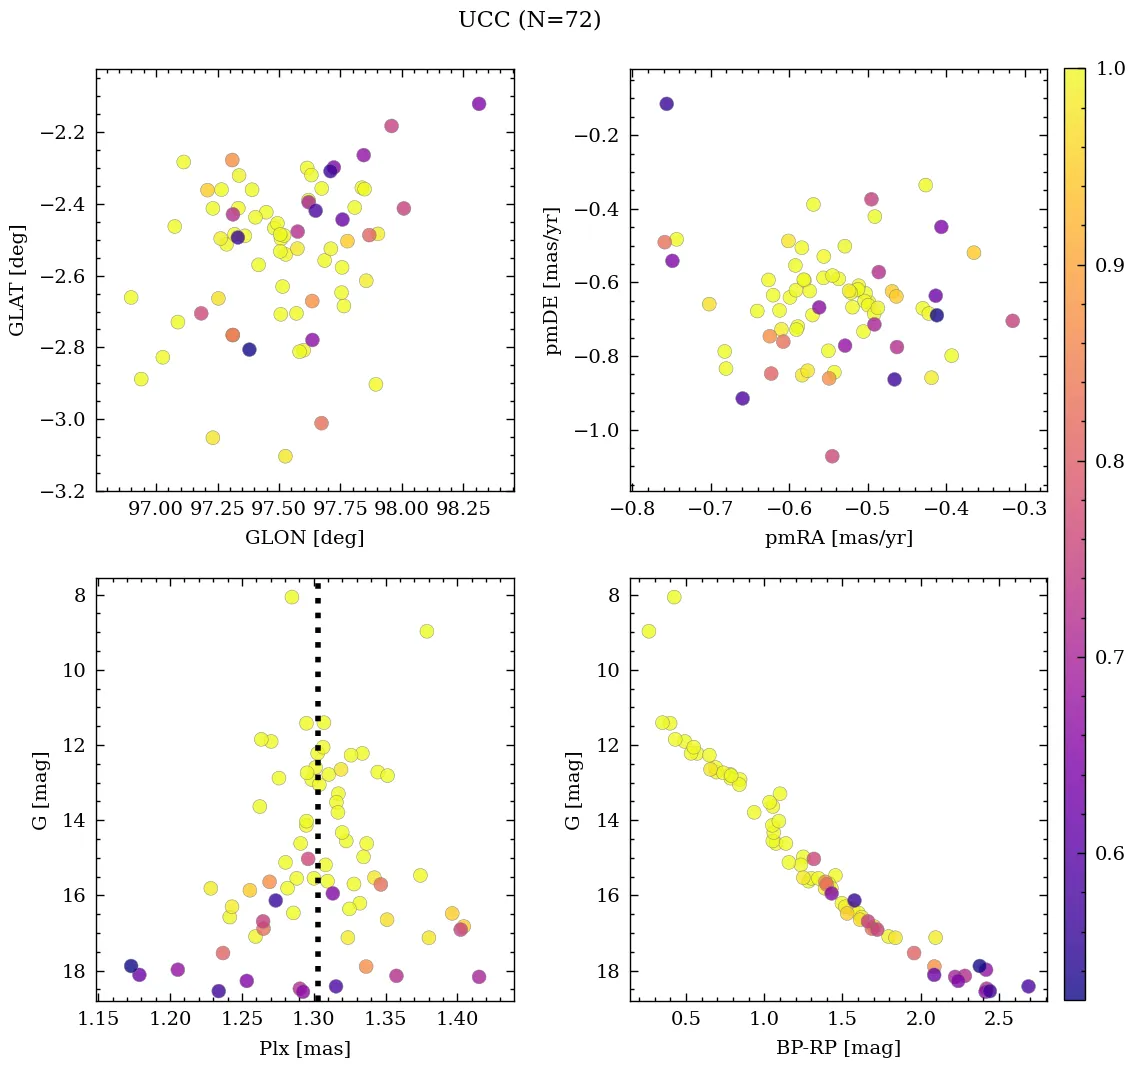 UCC (N=72)
−2.2
−2.4
−2.6
−2.8
−3.0
−3.2
GLAT [deg]
97.00 97.25 97.50 97.75 98.00 98.25
GLON [deg]
−0.2
−0.4
−0.6
−0.8
−1.0
pmDE [mas/yr]
−0.8 −0.7 −0.6 −0.5 −0.4 −0.3
pmRA [mas/yr]
8
10
12
14
16
18
G [mag]
1.15 1.20 1.25 1.30 1.35 1.40
Plx [mas]
8
10
12
14
16
18
G [mag]
0.5 1.0 1.5 2.0 2.5
BP-RP [mag]
1.0
0.9
0.8
0.7
0.6